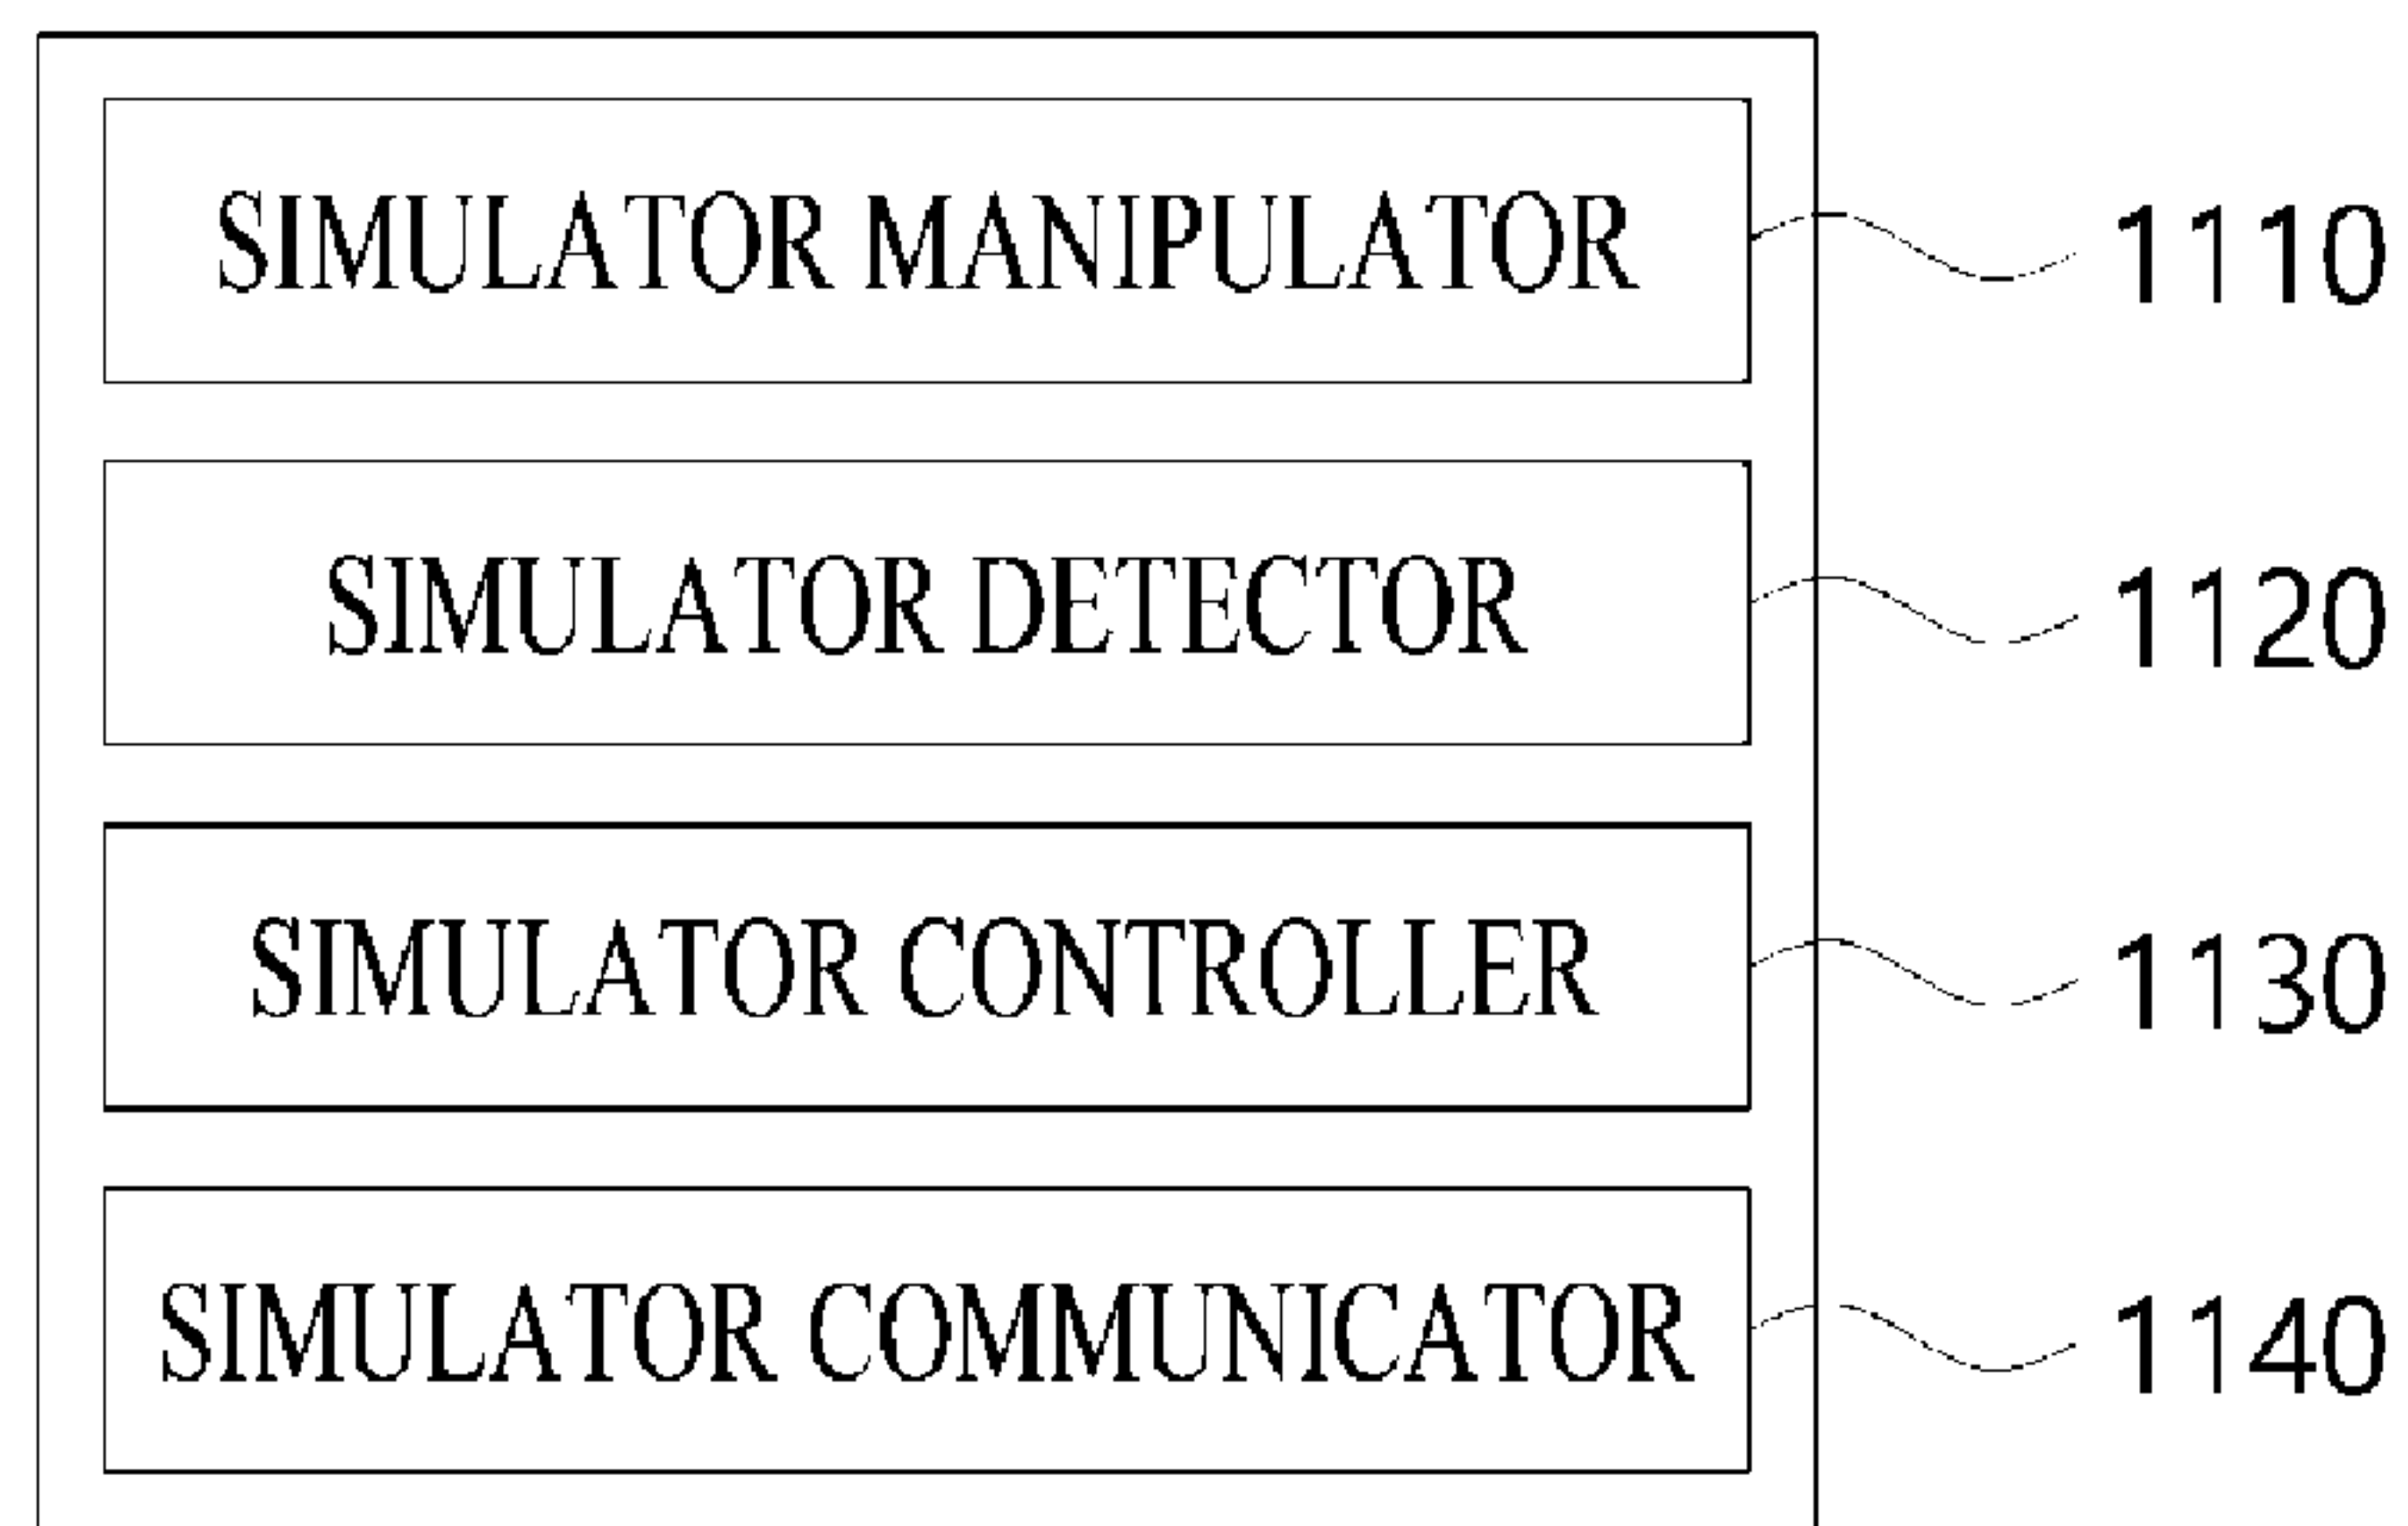 SIMULATOR MANIPULATOR 1110
SIMULATOR DETECTOR 1120
SIMULATOR CONTROLLER 1130
SIMULATOR COMMUNICATOR 1140